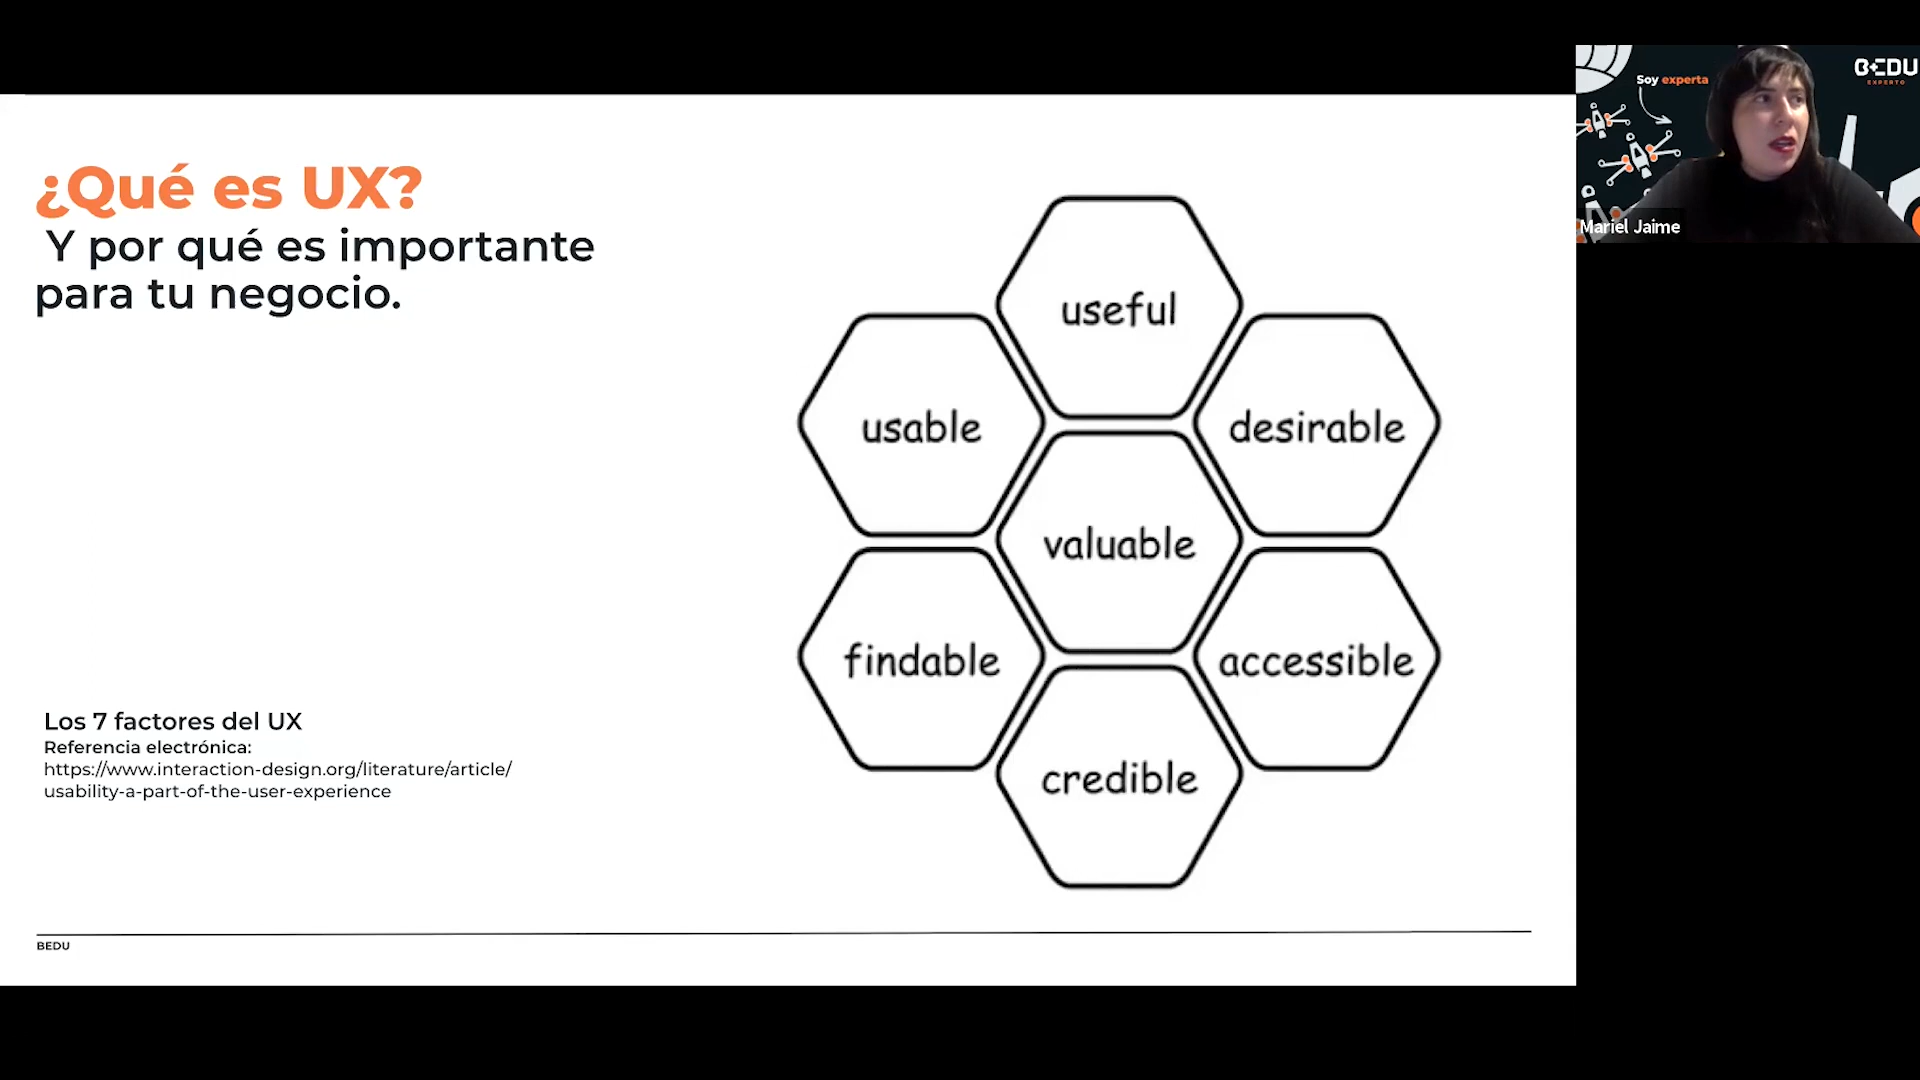 ¿Qué es UX?
Y por qué es importante
para tu negocio.
useful
usable
desirable
valuable
findable
accessible
credible
Los 7 factores del UX
Referencia electrónica:
https://www.interaction-design.org/literature/article/
usability-a-part-of-the-user-experience
BEDU
Soy experta
BEDU
EXPERTO
Mariel Jaime